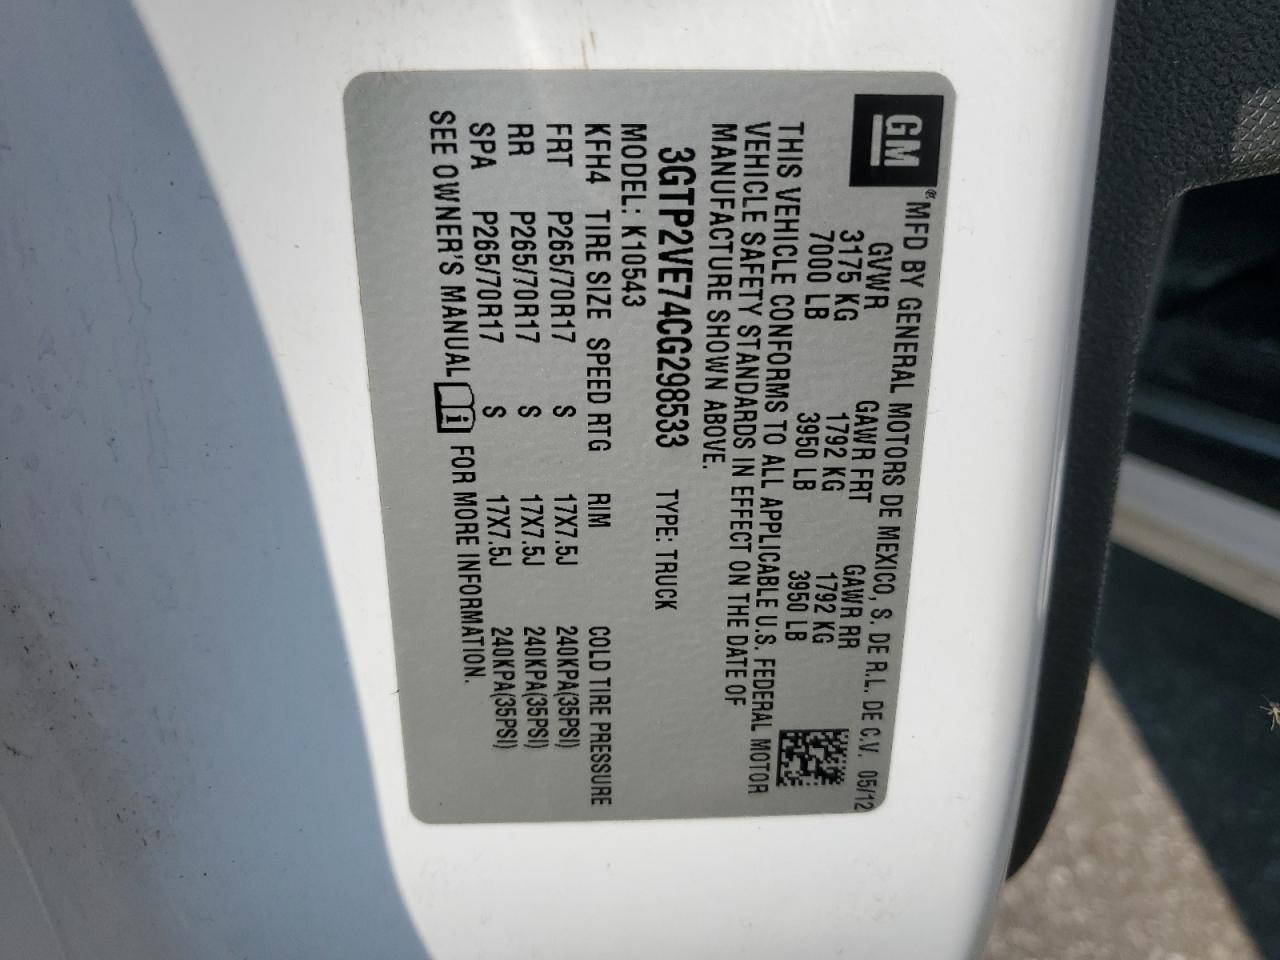 GM® MFD BY GENERAL MOTORS DE MEXICO, S. DE R.L. DE C.V. 05/12
GVWR GAWR FRT GAWR RR
3175 KG 1792 KG 1792 KG
7000 LB 3950 LB 3950 LB
THIS VEHICLE CONFORMS TO ALL APPLICABLE U.S. FEDERAL MOTOR
VEHICLE SAFETY STANDARDS IN EFFECT ON THE DATE OF
MANUFACTURE SHOWN ABOVE.
3GTP2VE74CG298533 TYPE: TRUCK
MODEL: K10543
KFH4 TIRE SIZE SPEED RTG RIM COLD TIRE PRESSURE
FRT P265/70R17 S 17X7.5J 240KPA(35PSI)
RR P265/70R17 S 17X7.5J 240KPA(35PSI)
SPA P265/70R17 S 17X7.5J 240KPA(35PSI)
SEE OWNER'S MANUAL i FOR MORE INFORMATION.